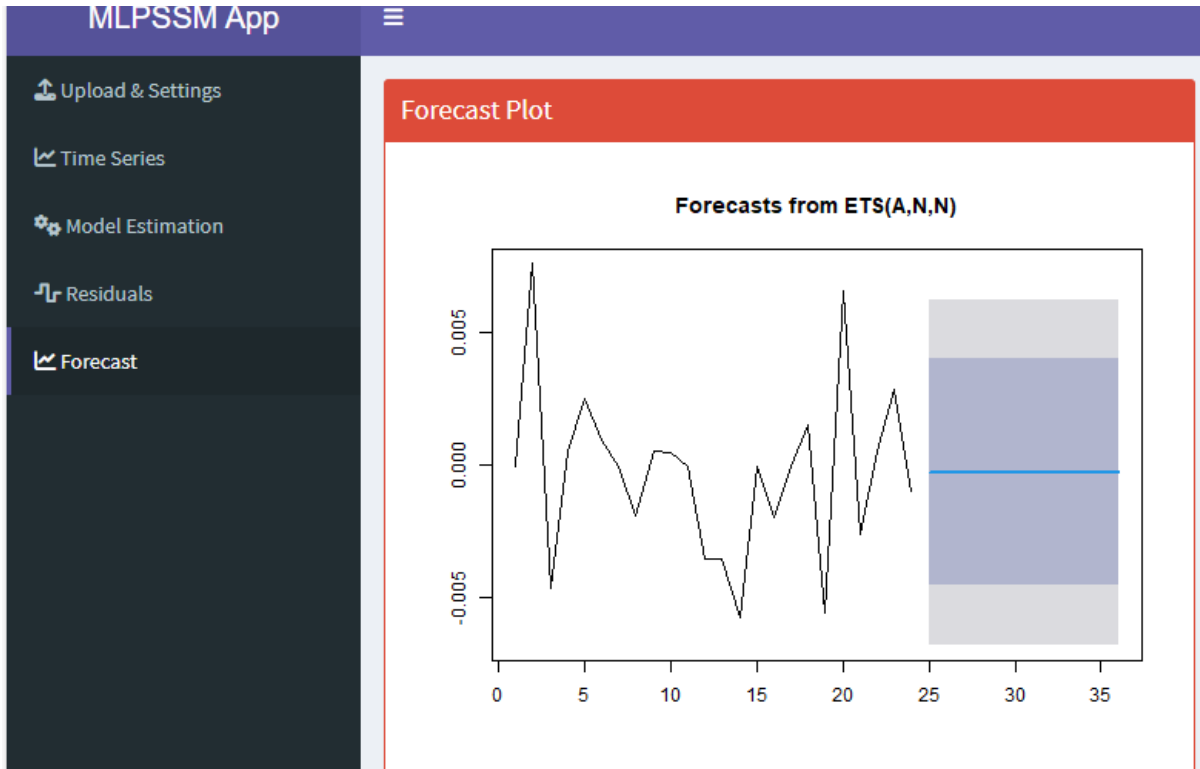 MLPSSM App
Upload & Settings
Time Series
Model Estimation
Residuals
Forecast
Forecast Plot
Forecasts from ETS(A,N,N)
0.005
0.000
-0.005
0 5 10 15 20 25 30 35